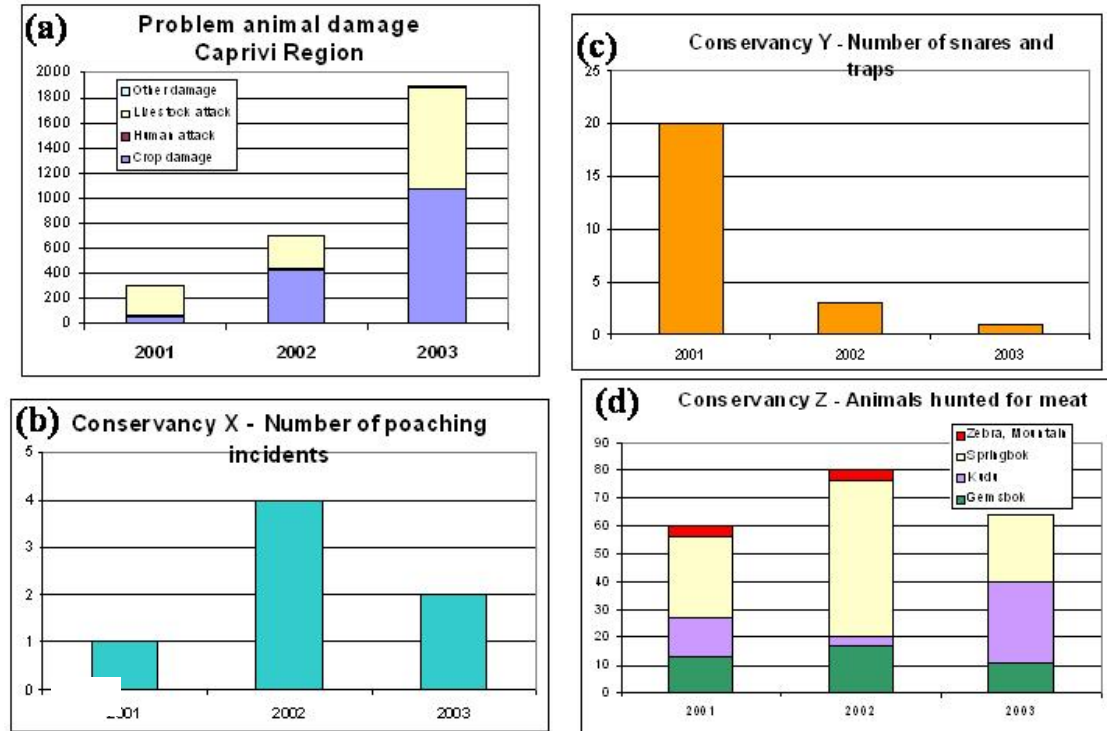 (a)
Problem animal damage
Caprivi Region
2000
1800
1600
1400
1200
1000
800
600
400
200
0
Other damage
Livestock attack
Human attack
Crop damage
2001 2002 2003
(b)
Conservancy X - Number of poaching
incidents
5
4
3
2
1
0
2001 2002 2003
(c)
Conservancy Y - Number of snares and
traps
25
20
15
10
5
0
2001 2002 2003
(d)
Conservancy Z - Animals hunted for meat
90
80
70
60
50
40
30
20
10
0
Zebra, Mountain
Springbok
Kudu
Gemsbok
2001 2002 2003